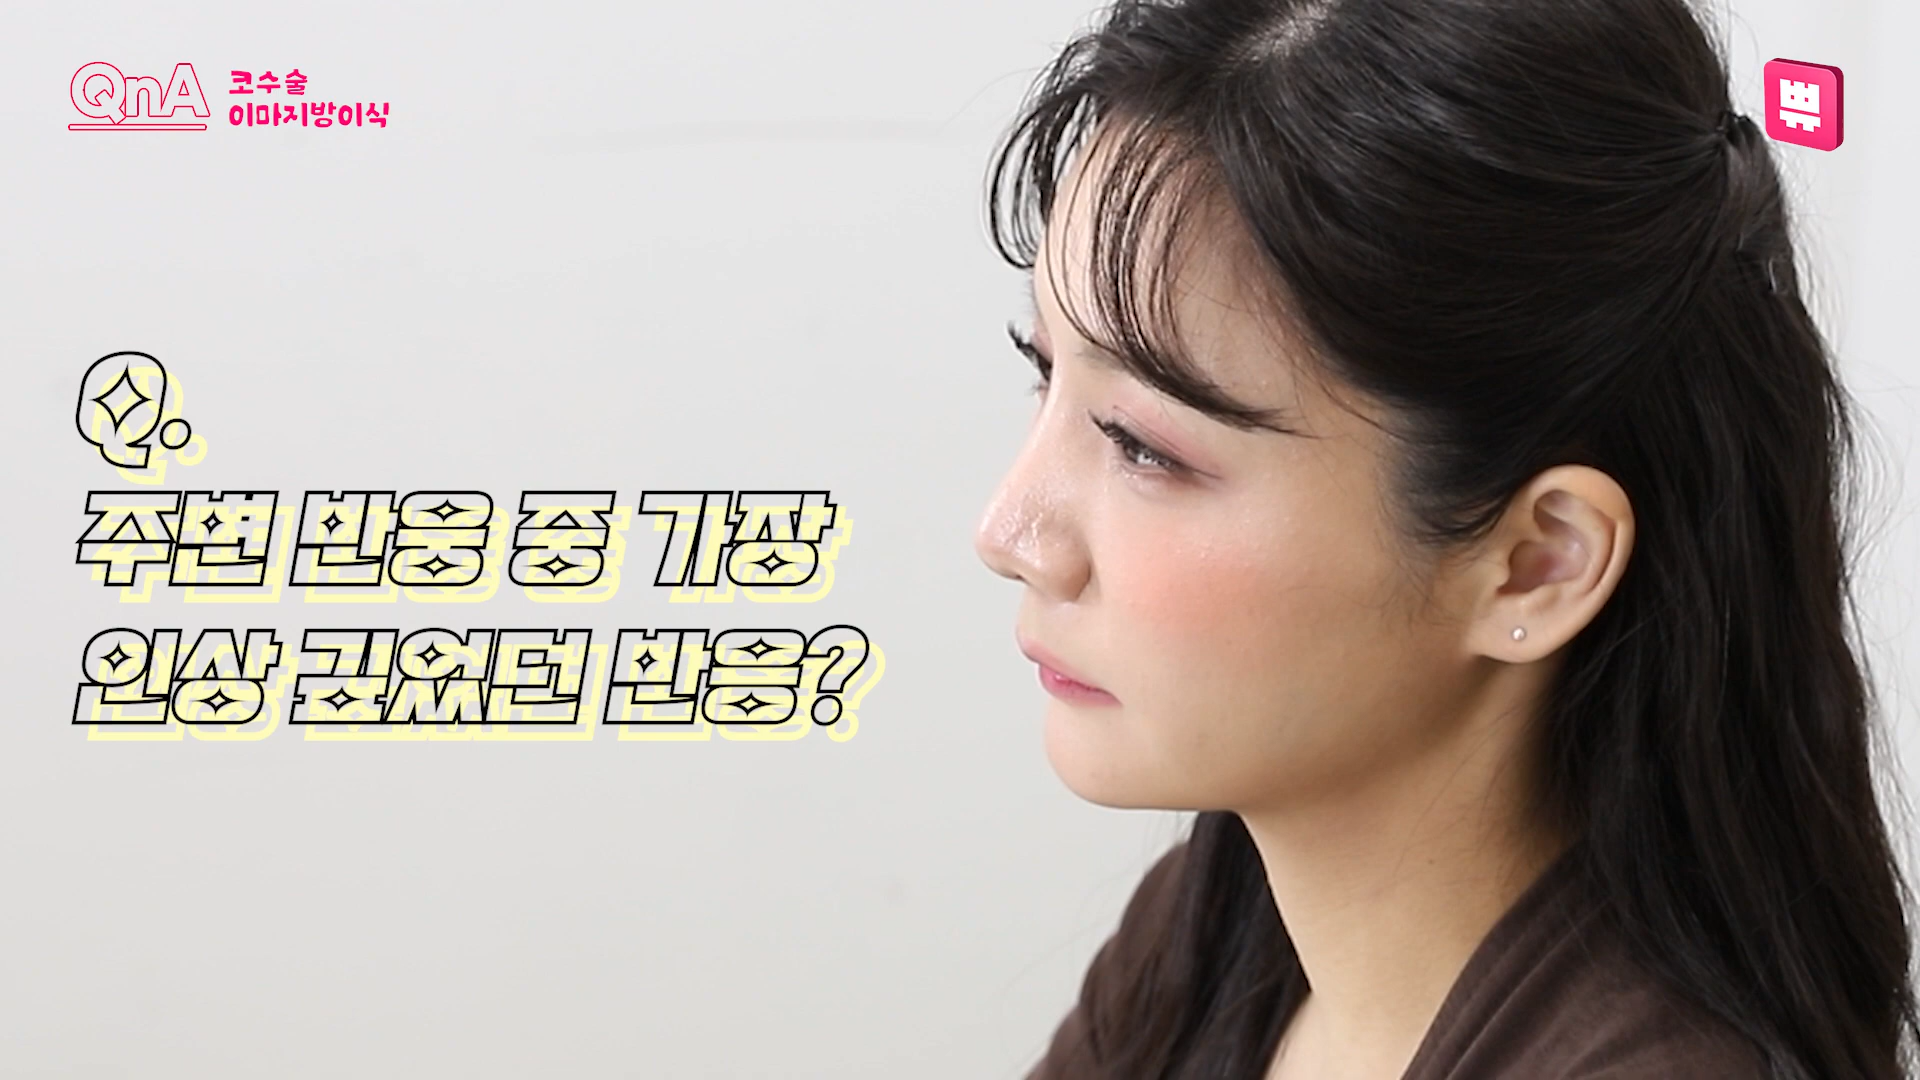 QnA
코수술
이마지방이식
쁎
Q.
주변 반응 중 가장
인상 깊었던 반응?